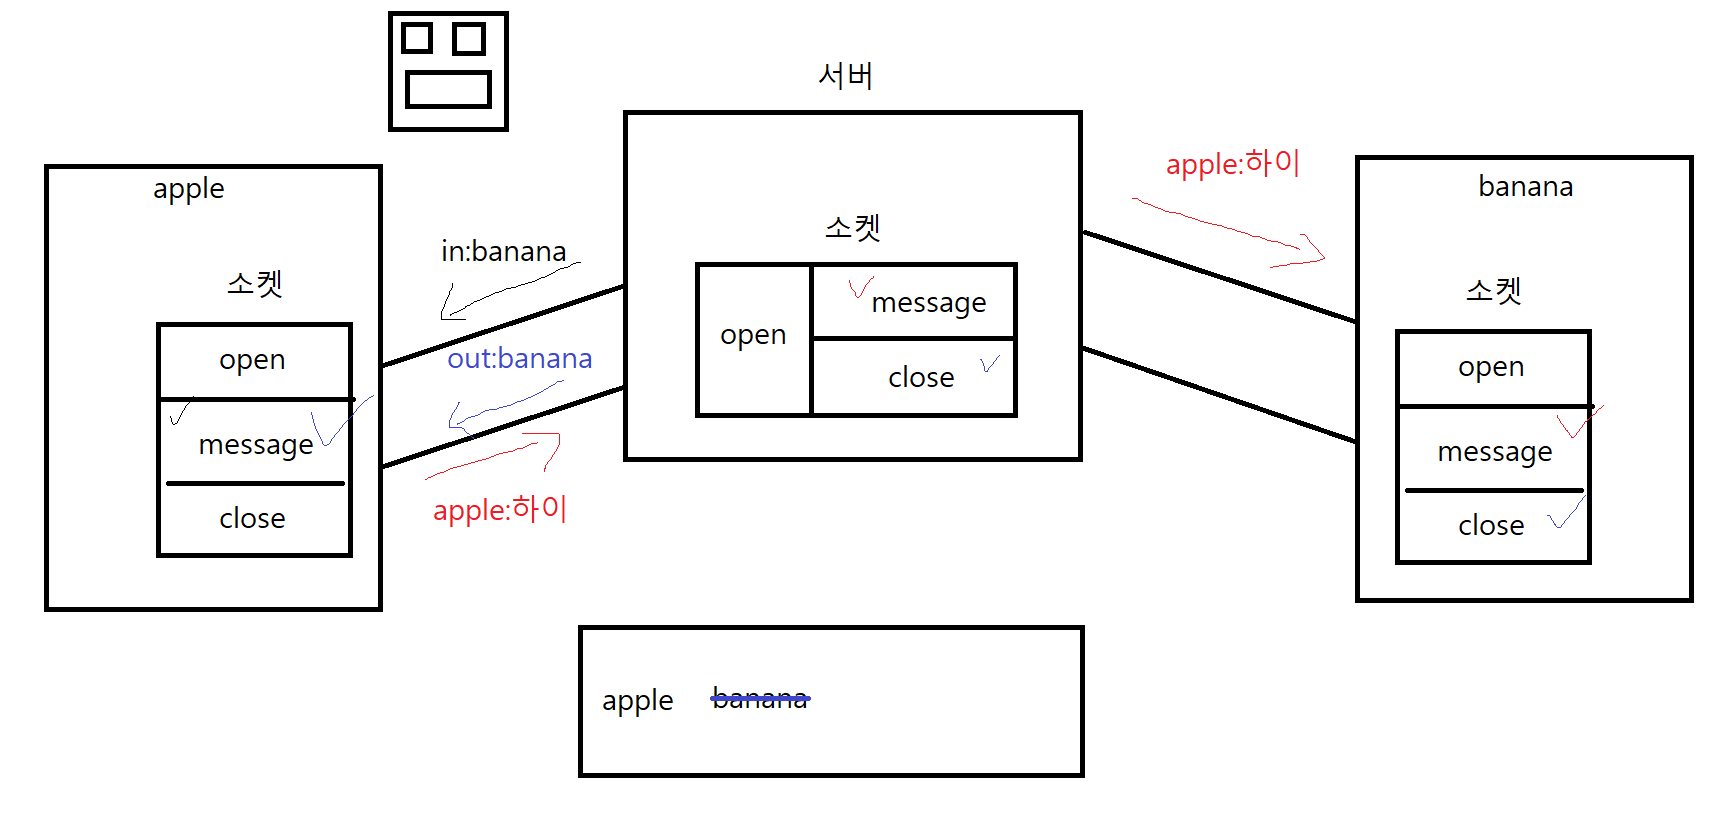 서버
apple
소켓
open
message
close
in:banana
out:banana
apple:하이
소켓
open
message
close
apple:하이
banana
소켓
open
message
close
apple banana